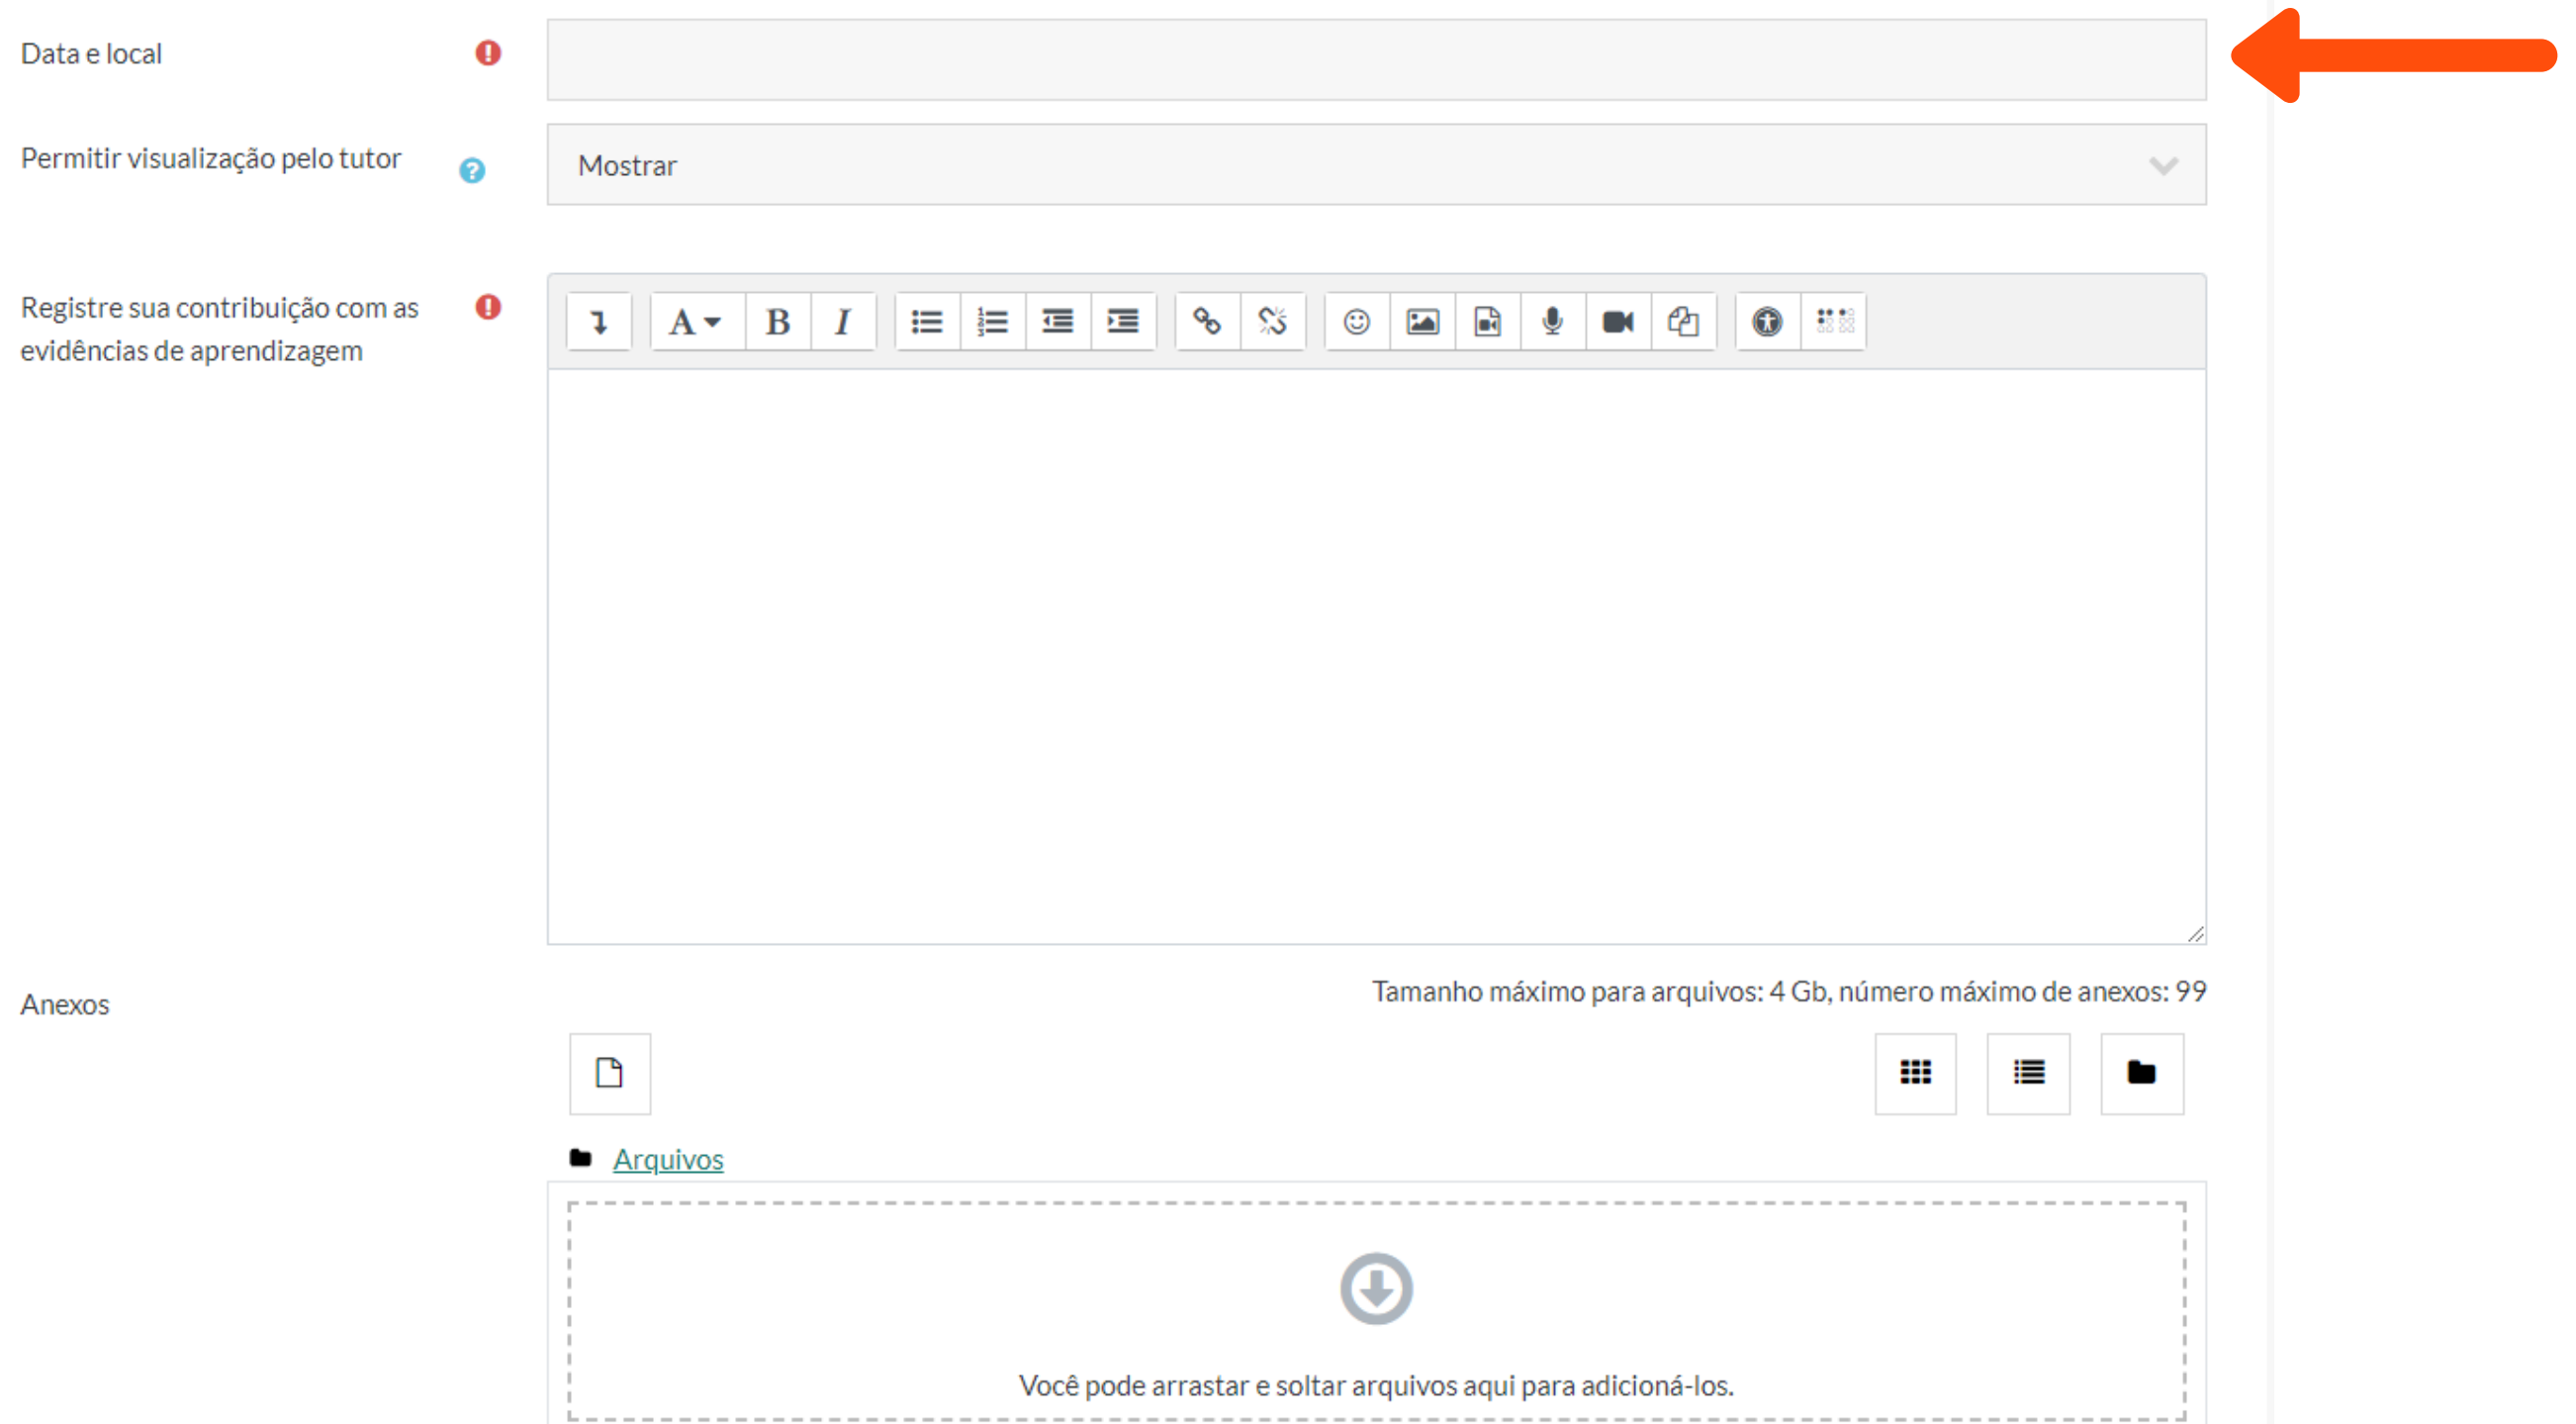 Data e local
Permitir visualização pelo tutor
Mostrar
Registre sua contribuição com as
evidências de aprendizagem
A B I
Anexos
Tamanho máximo para arquivos: 4 Gb, número máximo de anexos: 99
Arquivos
Você pode arrastar e soltar arquivos aqui para adicioná-los.